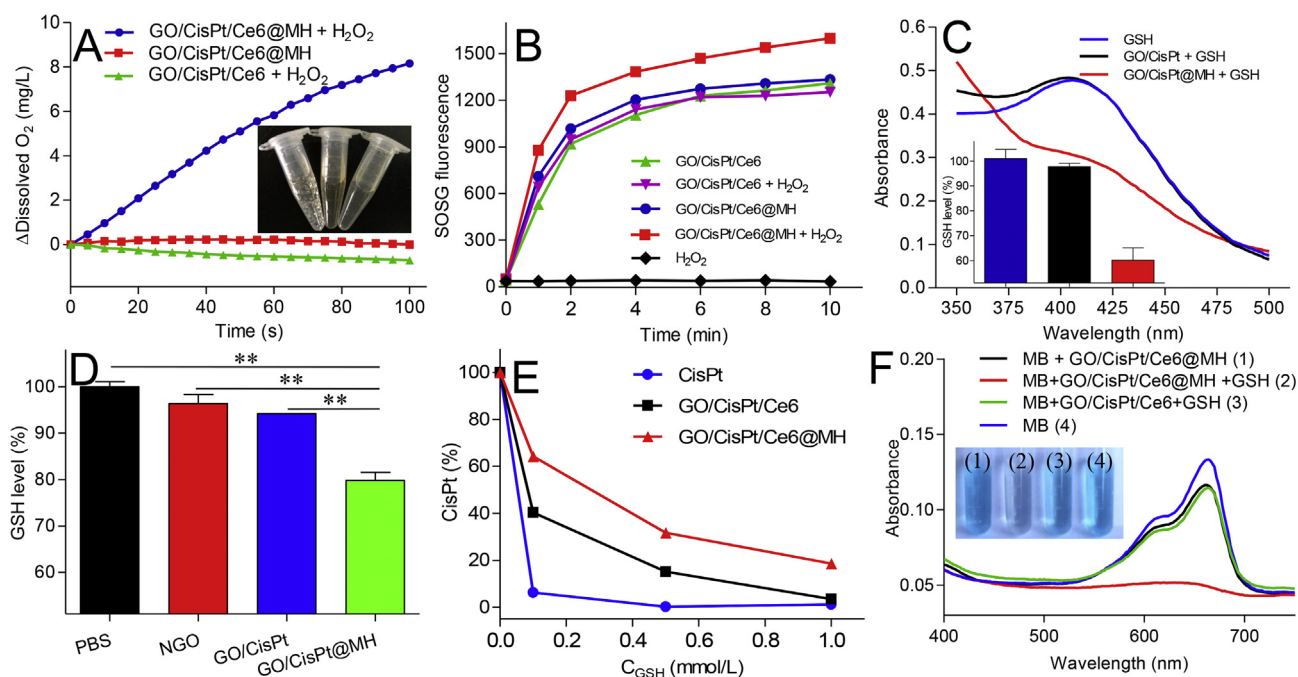 A
GO/CisPt/Ce6@MH + H₂O₂
GO/CisPt/Ce6@MH
GO/CisPt/Ce6 + H₂O₂
ΔDissolved O₂ (mg/L)
10
8
6
4
2
0
-2
0 20 40 60 80 100
Time (s)
B
SOSG fluorescence
1500
1200
900
600
300
0
GO/CisPt/Ce6
GO/CisPt/Ce6 + H₂O₂
GO/CisPt/Ce6@MH
GO/CisPt/Ce6@MH + H₂O₂
H₂O₂
0 2 4 6 8 10
Time (min)
C
GSH
GO/CisPt + GSH
GO/CisPt@MH + GSH
Absorbance
0.6
0.5
0.4
0.3
0.2
0.1
0.0
GSH level (%)
100
90
80
70
60
350 375 400 425 450 475 500
Wavelength (nm)
D
**
**
**
GSH level (%)
100
80
60
PBS
NGO
GO/CisPt
GO/CisPt@MH
E
CisPt
GO/CisPt/Ce6
GO/CisPt/Ce6@MH
CisPt (%)
100
80
60
40
20
0
0.0 0.2 0.4 0.6 0.8 1.0
C_GSH (mmol/L)
F
MB + GO/CisPt/Ce6@MH (1)
MB+GO/CisPt/Ce6@MH +GSH (2)
MB+GO/CisPt/Ce6+GSH (3)
MB (4)
(1) (2) (3) (4)
Absorbance
0.20
0.15
0.10
0.05
400 500 600 700
Wavelength (nm)